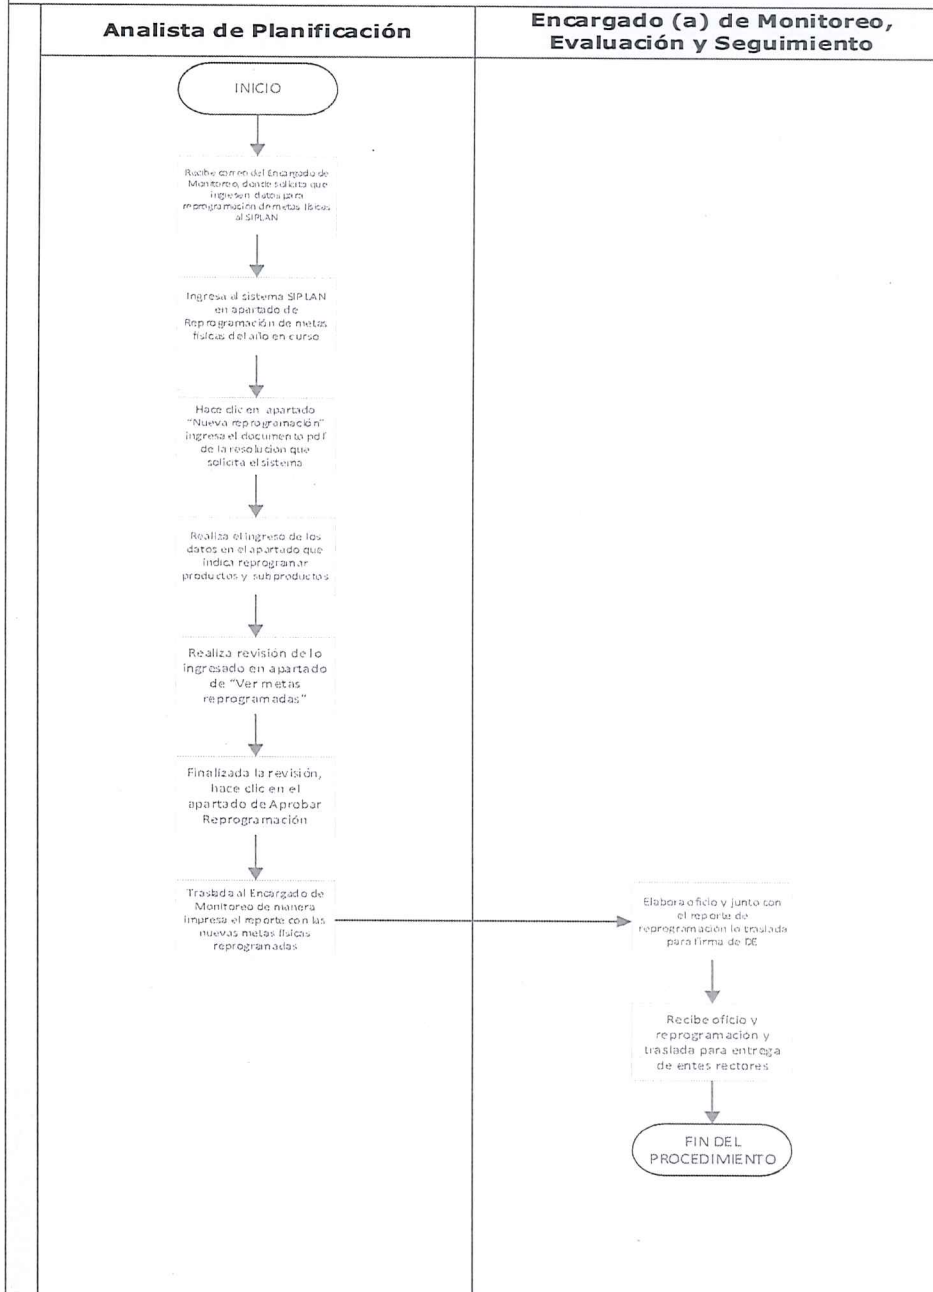 Analista de Planificación
Encargado (a) de Monitoreo,
Evaluación y Seguimiento
INICIO
Recibe correo del Encargado de
Monitoreo, donde solicita que
ingresen datos para
reprogramación de metas físicas
al SIPLAN
Ingresa al sistema SIPLAN
en apartado de
Reprogramación de metas
físicas del año en curso
Hace clic en apartado
"Nueva reprogramación"
ingresa el documento pdf
de la resolución que
solicita el sistema
Realiza el ingreso de los
datos en el apartado que
indica reprogramar
productos y subproductos
Realiza revisión de lo
ingresado en apartado
de "Ver metas
reprogramadas"
Finalizada la revisión,
hace clic en el
apartado de Aprobar
Reprogramación
Traslada al Encargado de
Monitoreo de manera
impresa el reporte con las
nuevas metas físicas
reprogramadas
Elabora oficio y junto con
el reporte de
reprogramación lo traslada
para firma de DE
Recibe oficio y
reprogramación y
traslada para entrega
de entes rectores
FIN DEL
PROCEDIMIENTO